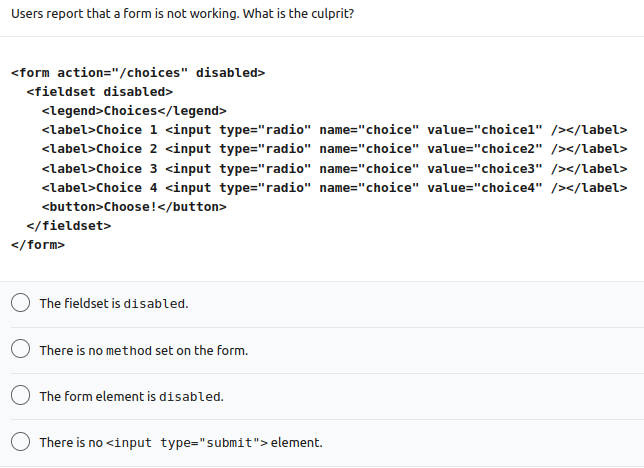 Users report that a form is not working. What is the culprit?
<form action="/choices" disabled>
<fieldset disabled>
<legend>Choices</legend>
<label>Choice 1 <input type="radio" name="choice" value="choice1" /></label>
<label>Choice 2 <input type="radio" name="choice" value="choice2" /></label>
<label>Choice 3 <input type="radio" name="choice" value="choice3" /></label>
<label>Choice 4 <input type="radio" name="choice" value="choice4" /></label>
<button>Choose!</button>
</fieldset>
</form>
The fieldset is disabled.
There is no method set on the form.
The form element is disabled.
There is no <input type="submit"> element.